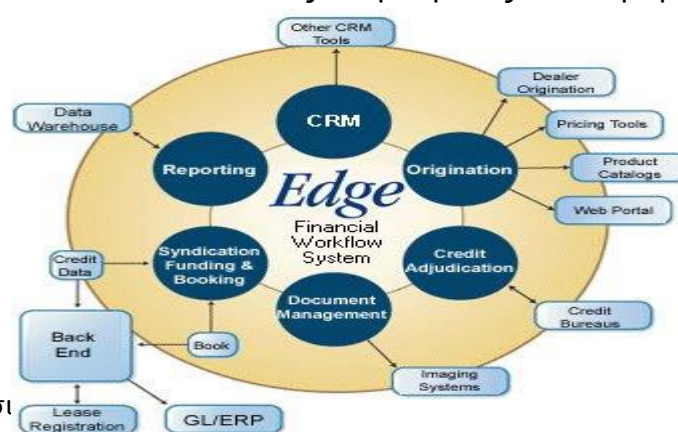 Other CRM
Tools
Dealer
Origination
Data
Warehouse
CRM
Pricing Tools
Reporting
Origination
Product
Catalogs
Edge
Financial
Workflow
System
Web Portal
Credit
Data
Syndication
Funding &
Booking
Credit
Adjudication
Document
Management
Credit
Bureaus
Back
End
Book
Imaging
Systems
Lease
Registration
GL/ERP